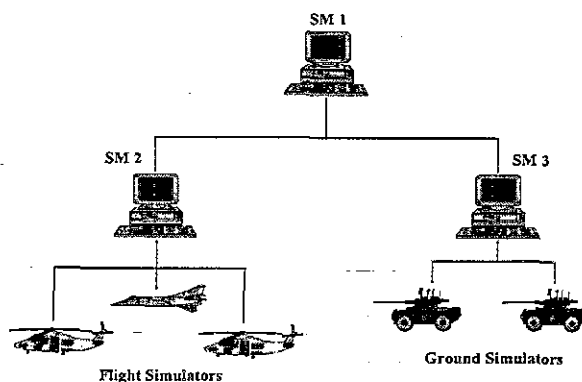 SM 1
SM 2
SM 3
Flight Simulators
Ground Simulators